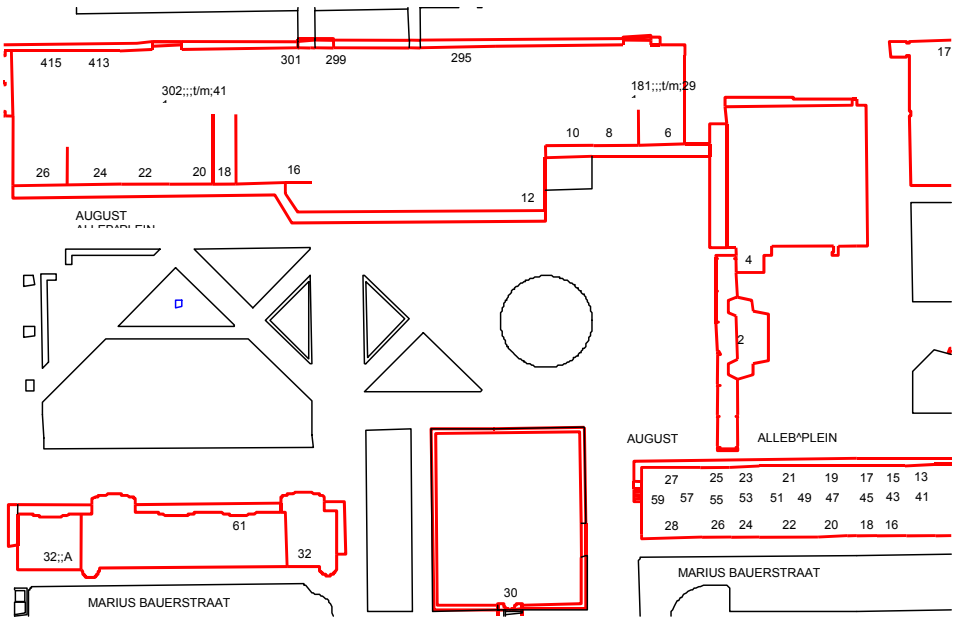 17
415 413 301 299 295
302;;;t/m;41 181;;;t/m;29
10 8 6
26 24 22 20 18 16
12
AUGUST
ALLEB^PLEIN
4
2
AUGUST ALLEB^PLEIN
27 25 23 21 19 17 15 13
59 57 55 53 51 49 47 45 43 41
28 26 24 22 20 18 16
61
32;;A 32
30
MARIUS BAUERSTRAAT
MARIUS BAUERSTRAAT